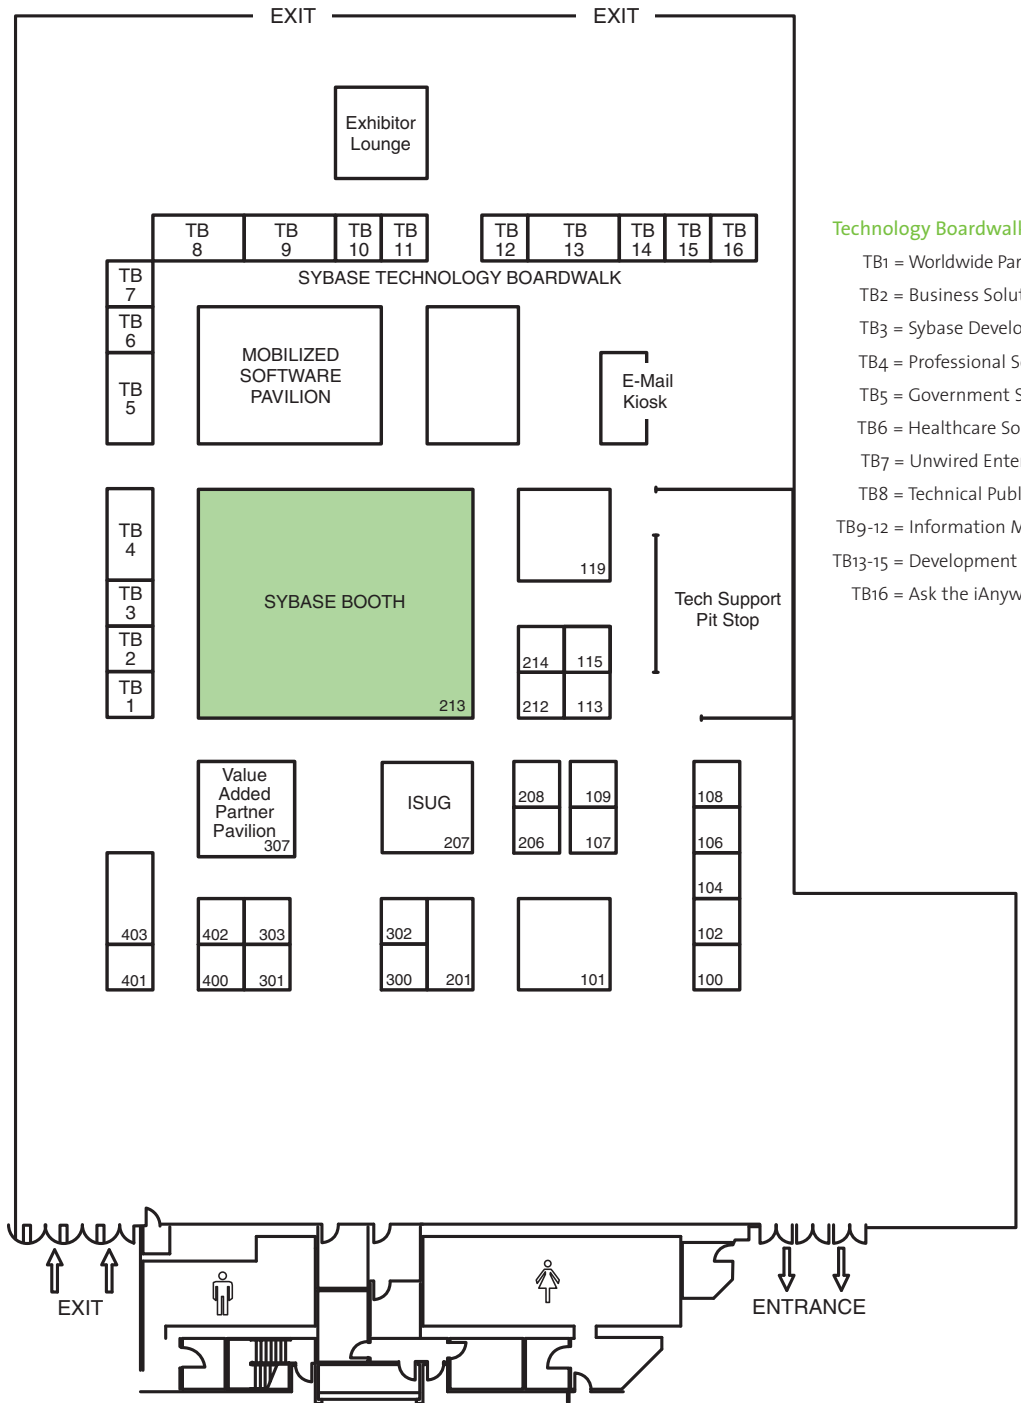 EXIT
EXIT
Exhibitor
Lounge
TB
8
TB
9
TB
10
TB
11
TB
12
TB
13
TB
14
TB
15
TB
16
SYBASE TECHNOLOGY BOARDWALK
TB
7
TB
6
TB
5
MOBILIZED
SOFTWARE
PAVILION
E-Mail
Kiosk
TB
4
TB
3
TB
2
TB
1
SYBASE BOOTH
213
119
Tech Support
Pit Stop
214
115
212
113
Value
Added
Partner
Pavilion
307
ISUG
207
208
109
206
107
108
106
104
102
100
403
401
402
303
400
301
302
300
201
101
EXIT
ENTRANCE
Technology Boardwal
TB1 = Worldwide Par
TB2 = Business Solut
TB3 = Sybase Develo
TB4 = Professional S
TB5 = Government S
TB6 = Healthcare So
TB7 = Unwired Ente
TB8 = Technical Publ
TB9-12 = Information M
TB13-15 = Development
TB16 = Ask the iAnyw